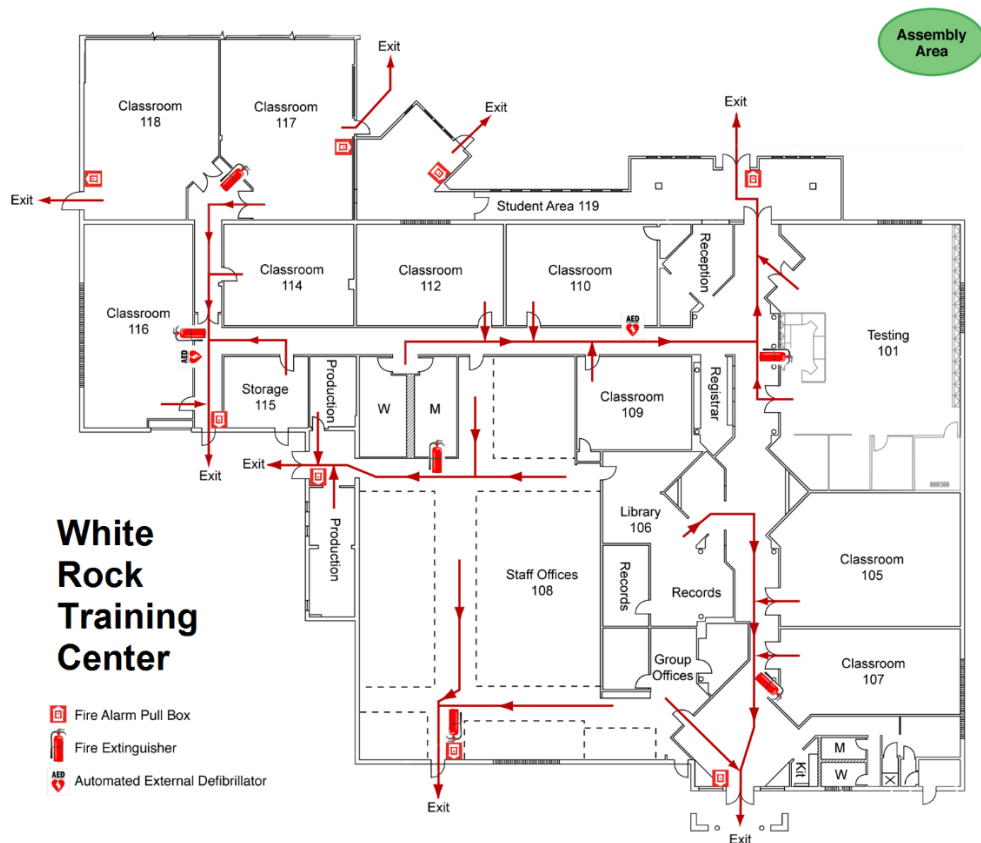 Assembly
Area
Exit
Exit
Exit
Classroom
118
Classroom
117
Exit
Student Area 119
Reception
Classroom
114
Classroom
112
Classroom
110
Classroom
116
AED
AED
Testing
101
Storage
115
Production
W
M
Classroom
109
Registrar
Exit
Exit
Production
Library
106
Records
Records
Staff Offices
108
Classroom
105
Group
Offices
Classroom
107
White
Rock
Training
Center
Fire Alarm Pull Box
Fire Extinguisher
AED
Automated External Defibrillator
Kit
M
W
X
Exit
Exit